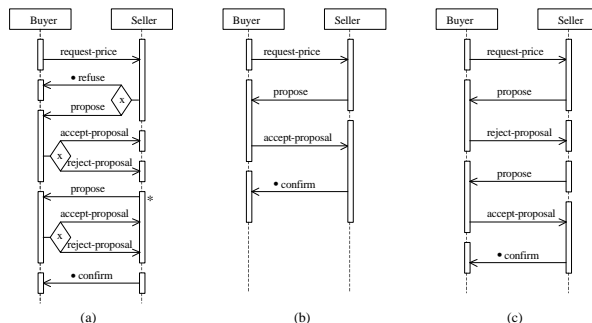 Buyer
Seller
request-price
• refuse
x
propose
accept-proposal
x
reject-proposal
propose
*
accept-proposal
x
reject-proposal
• confirm
(a)
Buyer
Seller
request-price
propose
accept-proposal
• confirm
(b)
Buyer
Seller
request-price
propose
reject-proposal
propose
accept-proposal
• confirm
(c)